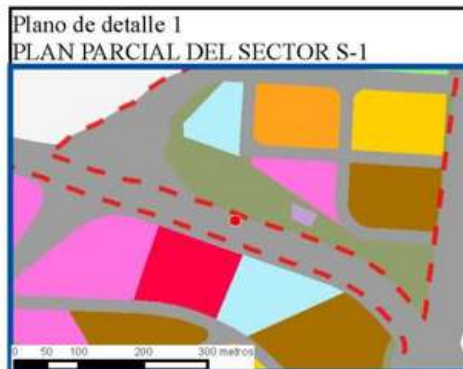 Plano de detalle 1
PLAN PARCIAL DEL SECTOR S-1
0 50 100 200 300 metros